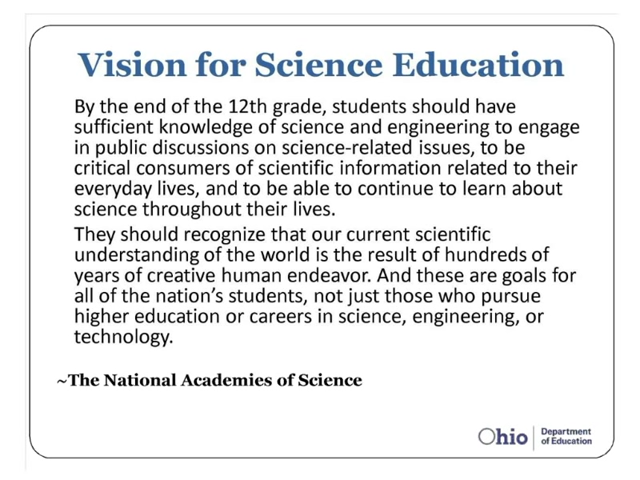 Vision for Science Education
By the end of the 12th grade, students should have
sufficient knowledge of science and engineering to engage
in public discussions on science-related issues, to be
critical consumers of scientific information related to their
everyday lives, and to be able to continue to learn about
science throughout their lives.
They should recognize that our current scientific
understanding of the world is the result of hundreds of
years of creative human endeavor. And these are goals for
all of the nation’s students, not just those who pursue
higher education or careers in science, engineering, or
technology.
~The National Academies of Science
Ohio
Department
of Education